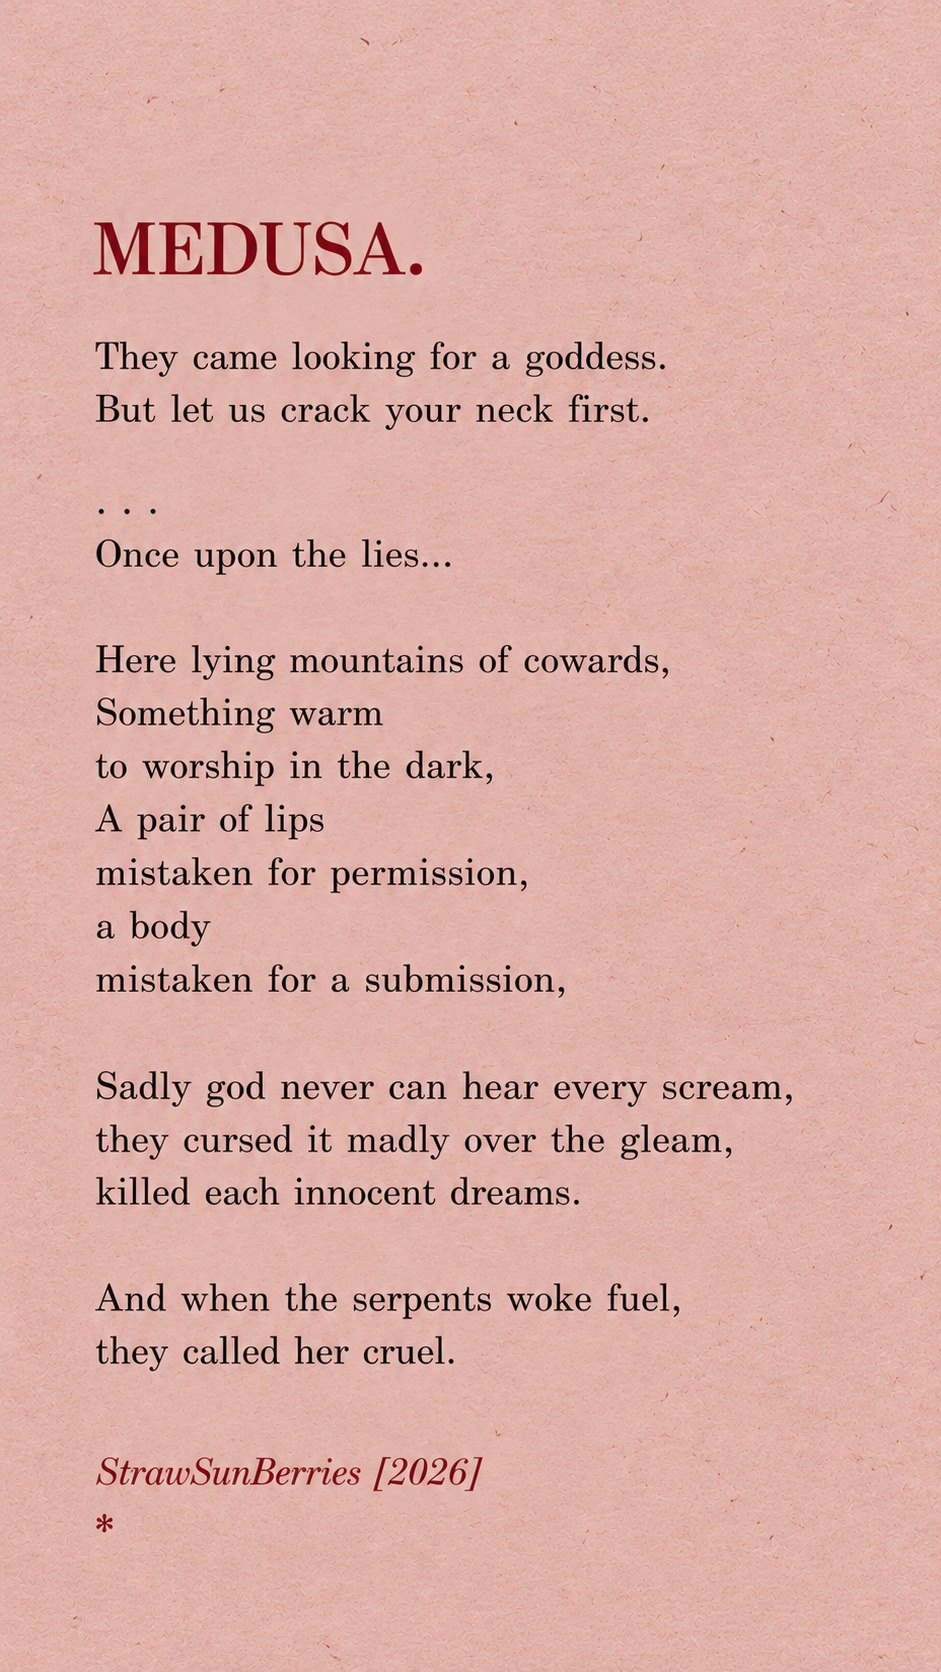 MEDUSA.
They came looking for a goddess.
But let us crack your neck first.
. . .
Once upon the lies...
Here lying mountains of cowards,
Something warm
to worship in the dark,
A pair of lips
mistaken for permission,
a body
mistaken for a submission,
Sadly god never can hear every scream,
they cursed it madly over the gleam,
killed each innocent dreams.
And when the serpents woke fuel,
they called her cruel.
StrawSunBerries [2026]
*